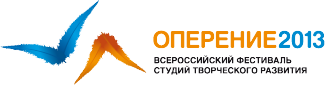 ОПЕРЕНИЕ2013
ВСЕРОССИЙСКИЙ ФЕСТИВАЛЬ
СТУДИЙ ТВОРЧЕСКОГО РАЗВИТИЯ